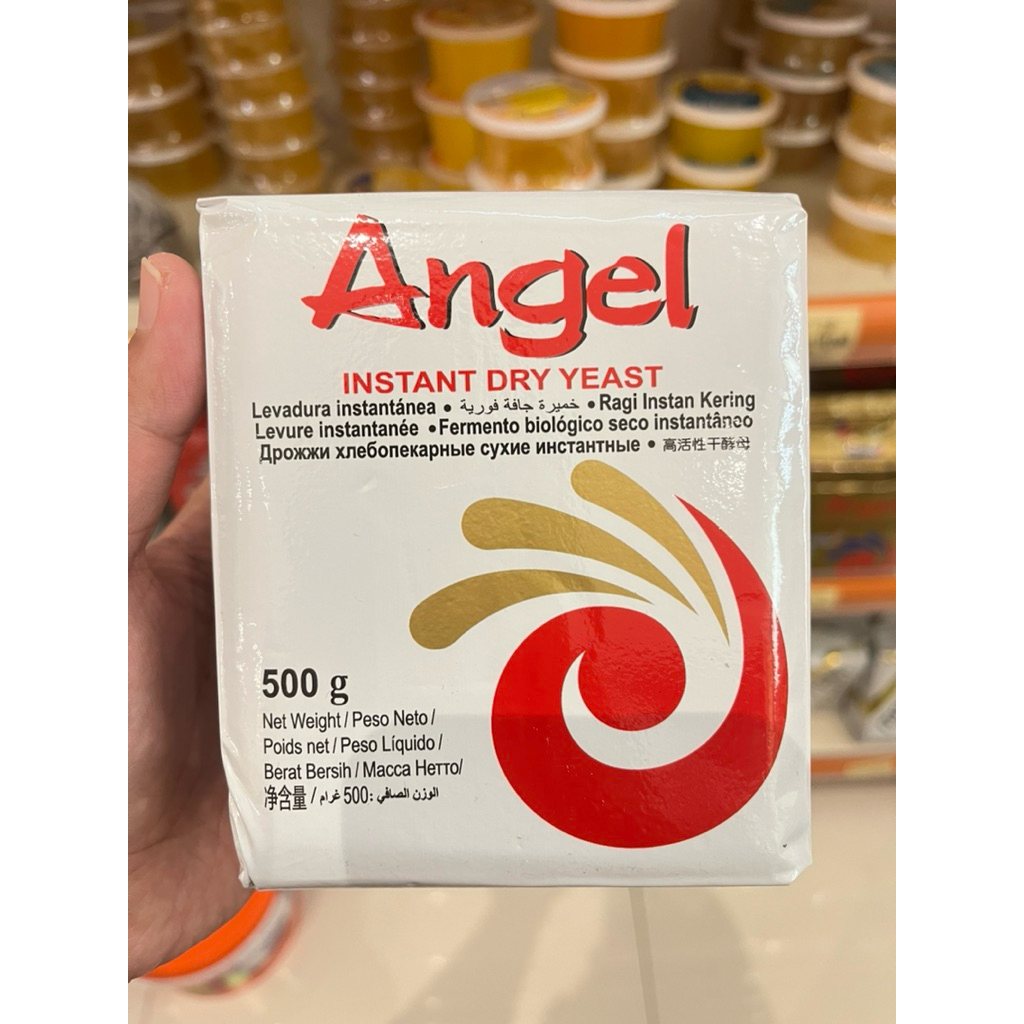 Angel
INSTANT DRY YEAST
Levadura instantánea • خميرة جافة فورية • Ragi Instan Kering
Levure instantanée • Fermento biológico seco instantâneo
Дрожжи хлебопекарные сухие инстантные • 高活性干酵母
500 g
Net Weight / Peso Neto /
Poids net / Peso Líquido /
Berat Bersih / Масса Нетто/
净含量 / الوزن الصافي: 500 غرام